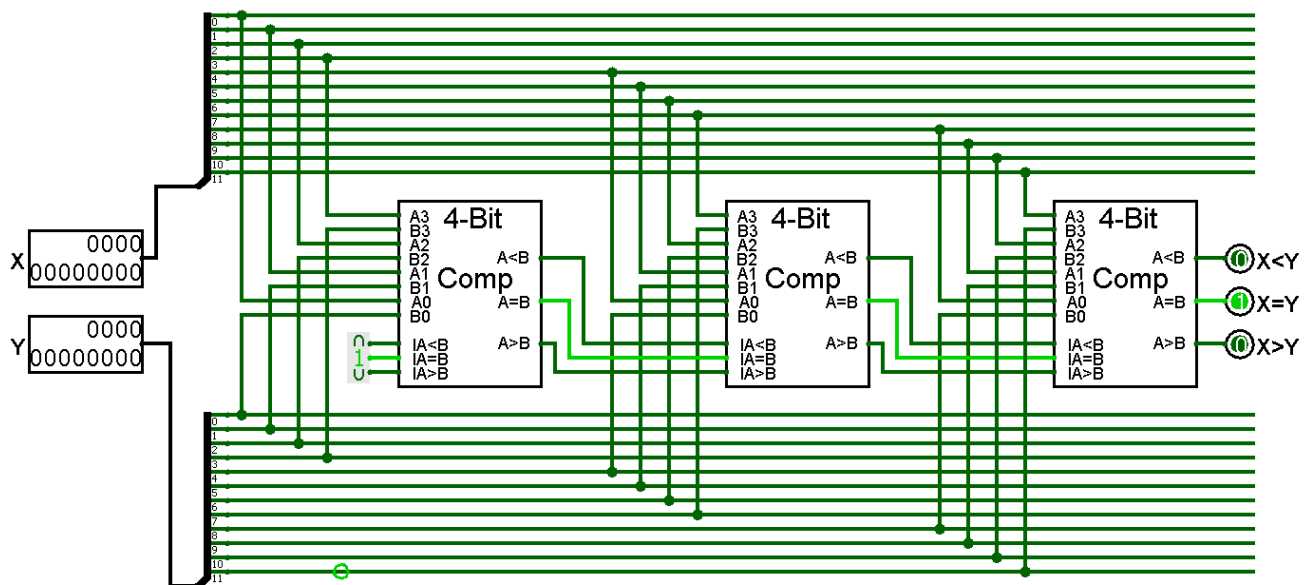 0
1
2
3
4
5
6
7
8
9
10
11
X
0000
00000000
Y
0000
00000000
4-Bit
Comp
A3
B3
A2
B2
A1
B1
A0
B0
IA<B
IA=B
IA>B
A<B
A=B
A>B
0
1
0
4-Bit
Comp
A3
B3
A2
B2
A1
B1
A0
B0
IA<B
IA=B
IA>B
A<B
A=B
A>B
4-Bit
Comp
A3
B3
A2
B2
A1
B1
A0
B0
IA<B
IA=B
IA>B
A<B
A=B
A>B
0 X<Y
1 X=Y
0 X>Y
0
1
2
3
4
5
6
7
8
9
10
11